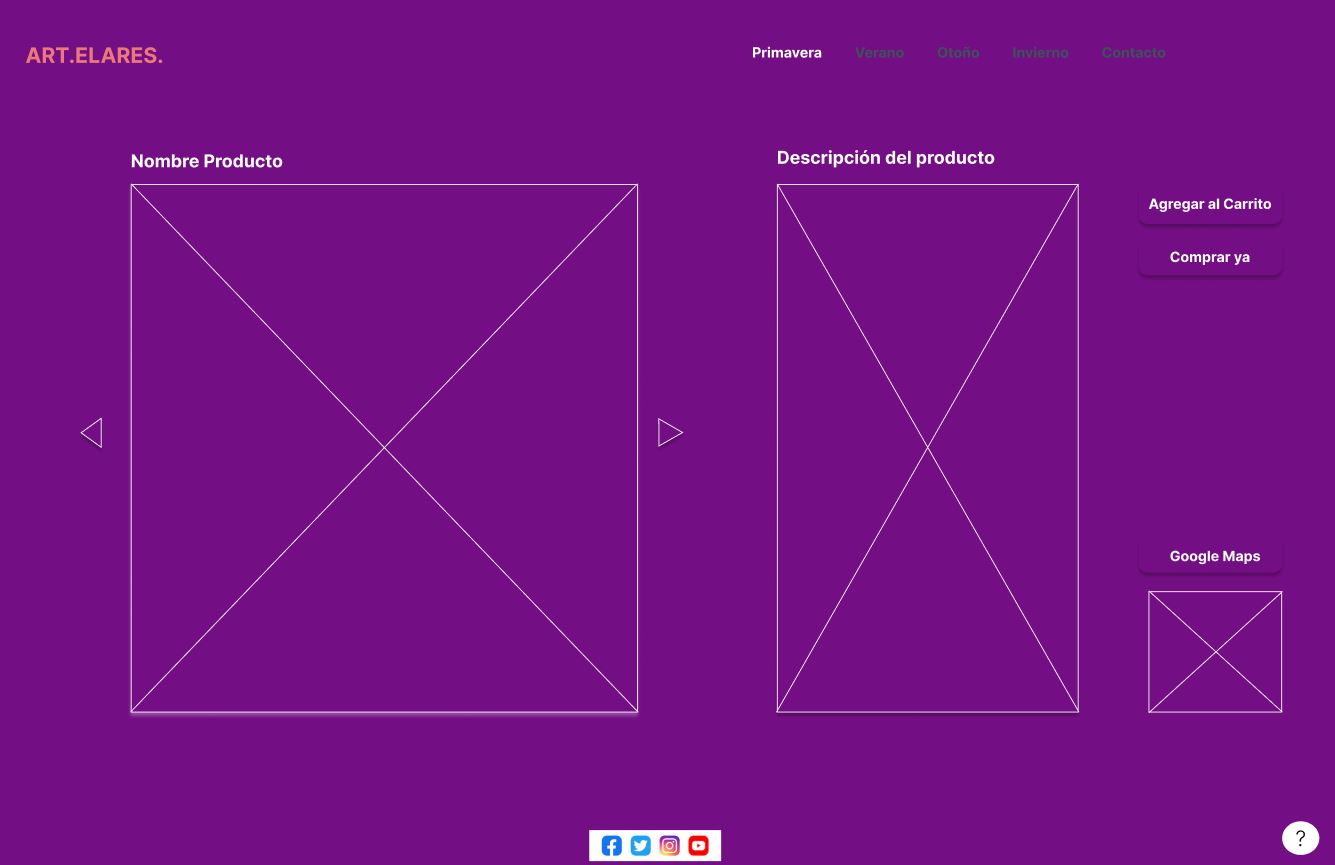 ART.ELARES.
Primavera Verano Otoño Invierno Contacto
Nombre Producto
Descripción del producto
Agregar al Carrito
Comprar ya
Google Maps
?